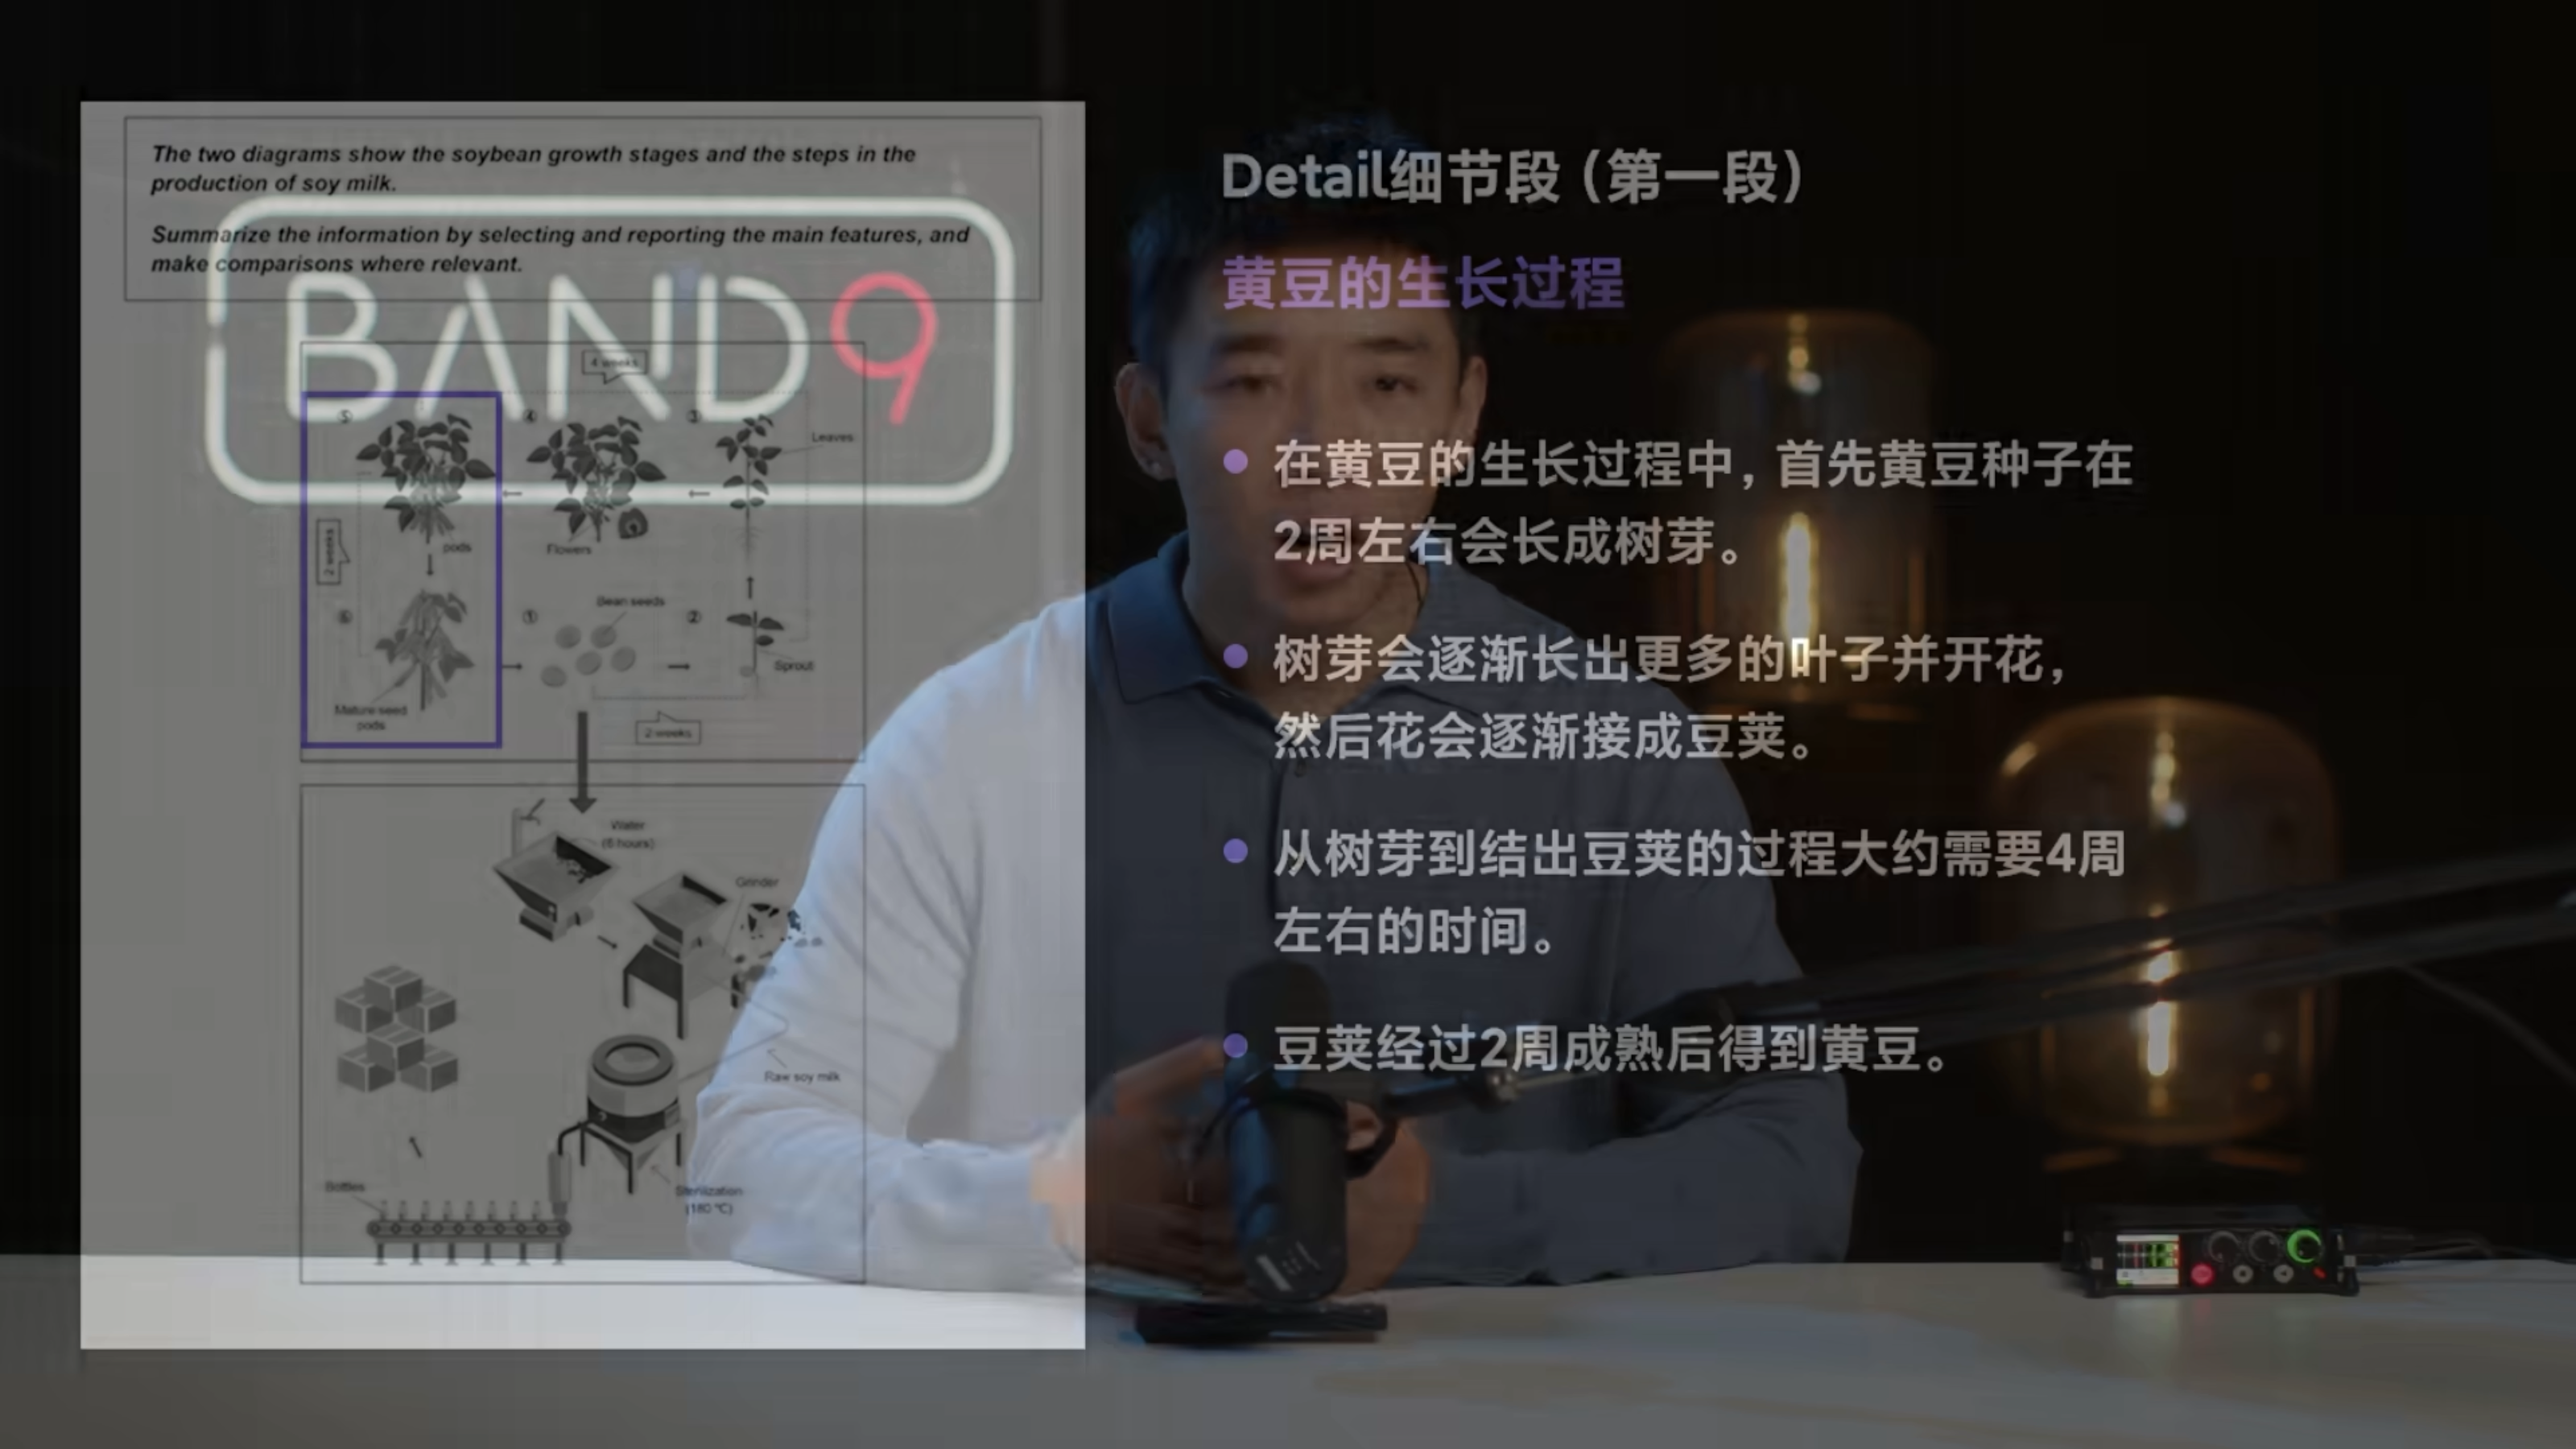 The two diagrams show the soybean growth stages and the steps in the
production of soy milk.
Summarize the information by selecting and reporting the main features, and
make comparisons where relevant.
BAND 9
4 weeks
⑤
④
③
Leaves
2 weeks
pods
Flowers
Bean seeds
⑥
①
②
Sprout
Mature seed
pods
2 weeks
Water
(6 hours)
Grinder
Raw soy milk
Bottles
Sterilization
(180 °C)
Detail细节段（第一段）
黄豆的生长过程
在黄豆的生长过程中，首先黄豆种子在
2周左右会长成树芽。
树芽会逐渐长出更多的叶子并开花，
然后花会逐渐接成豆荚。
从树芽到结出豆荚的过程大约需要4周
左右的时间。
豆荚经过2周成熟后得到黄豆。